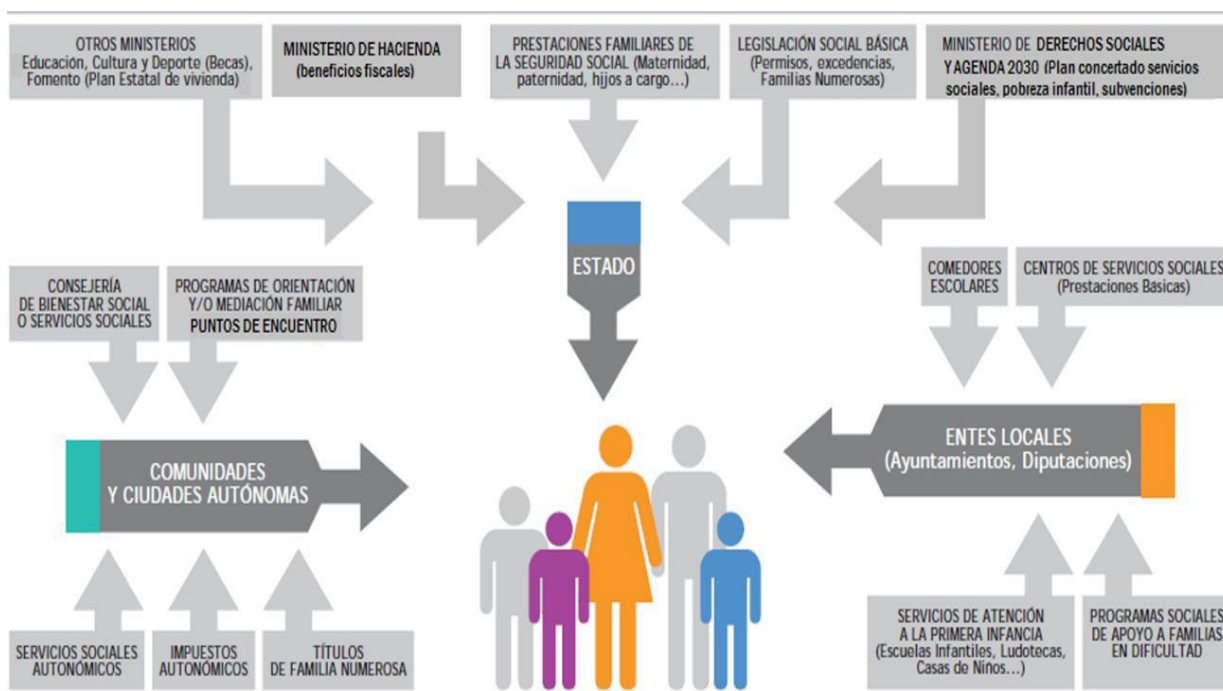 OTROS MINISTERIOS
Educación, Cultura y Deporte (Becas),
Fomento (Plan Estatal de vivienda)
MINISTERIO DE HACIENDA
(beneficios fiscales)
PRESTACIONES FAMILIARES DE
LA SEGURIDAD SOCIAL (Maternidad,
paternidad, hijos a cargo...)
LEGISLACIÓN SOCIAL BÁSICA
(Permisos, excedencias,
Familias Numerosas)
MINISTERIO DE DERECHOS SOCIALES
Y AGENDA 2030 (Plan concertado servicios
sociales, pobreza infantil, subvenciones)
ESTADO
CONSEJERÍA
DE BIENESTAR SOCIAL
O SERVICIOS SOCIALES
PROGRAMAS DE ORIENTACIÓN
Y/O MEDIACIÓN FAMILIAR
PUNTOS DE ENCUENTRO
COMEDORES
ESCOLARES
CENTROS DE SERVICIOS SOCIALES
(Prestaciones Básicas)
COMUNIDADES
Y CIUDADES AUTÓNOMAS
ENTES LOCALES
(Ayuntamientos, Diputaciones)
SERVICIOS SOCIALES
AUTONÓMICOS
IMPUESTOS
AUTONÓMICOS
TÍTULOS
DE FAMILIA NUMEROSA
SERVICIOS DE ATENCIÓN
A LA PRIMERA INFANCIA
(Escuelas Infantiles, Ludotecas,
Casas de Niños...)
PROGRAMAS SOCIALES
DE APOYO A FAMILIAS
EN DIFICULTAD